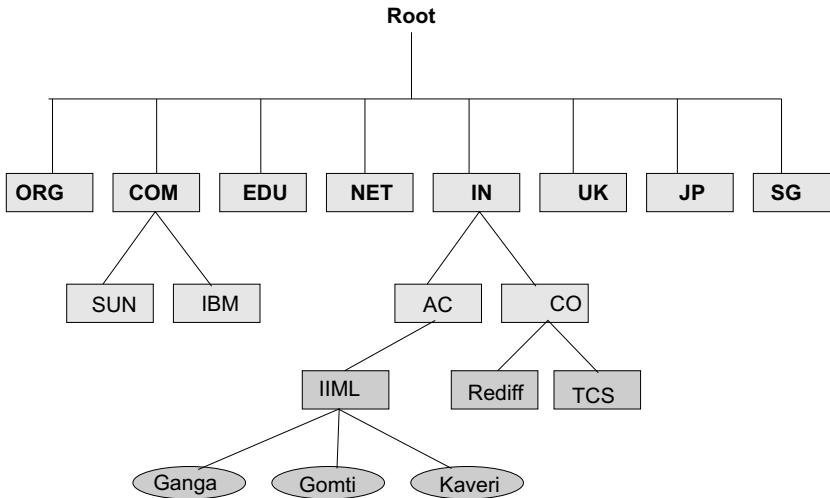 Root
ORG COM EDU NET IN UK JP SG
SUN IBM AC CO
IIML Rediff TCS
Ganga Gomti Kaveri